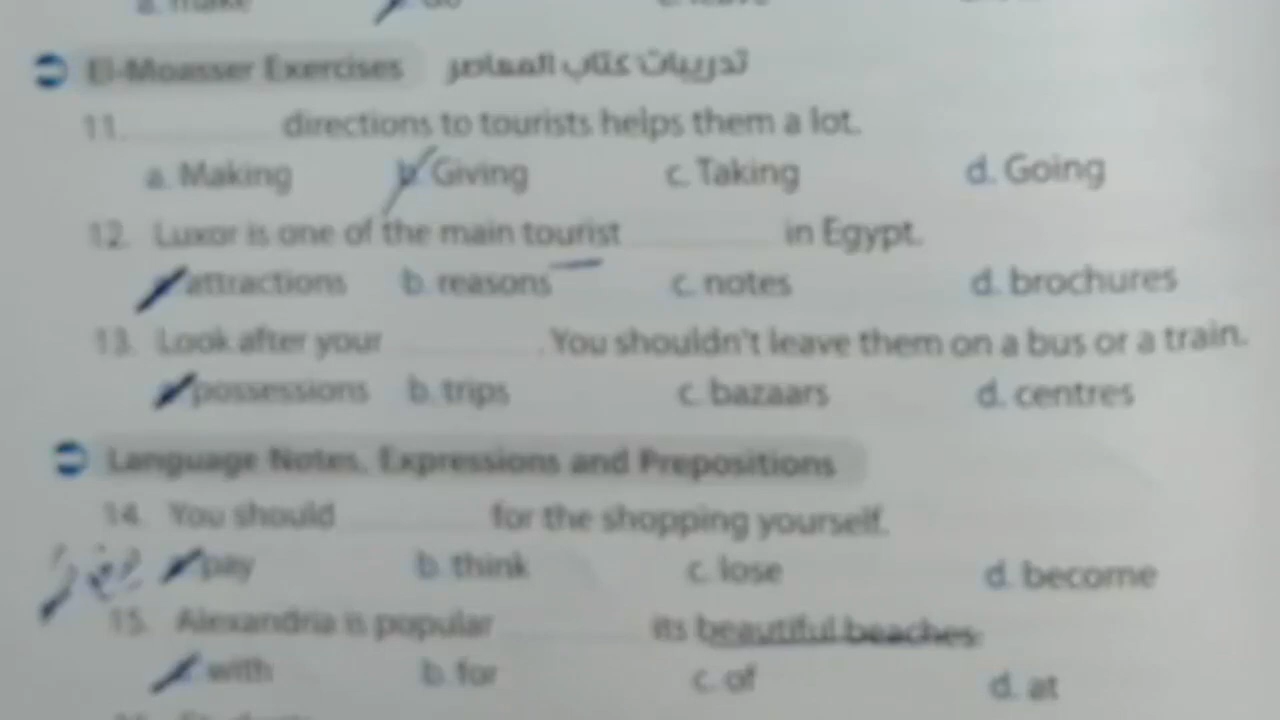 a. make do c. leave
El-Moasser Exercises تدريبات كتاب المعاصر
11. ............ directions to tourists helps them a lot.
a. Making b. Giving c. Taking d. Going
12. Luxor is one of the main tourist ............ in Egypt.
attractions b. reasons c. notes d. brochures
13. Look after your ............ . You shouldn't leave them on a bus or a train.
possessions b. trips c. bazaars d. centres
Language Notes, Expressions and Prepositions
14. You should ............ for the shopping yourself.
pay b. think c. lose d. become
15. Alexandria is popular ............ its beautiful beaches.
with b. for c. of d. at